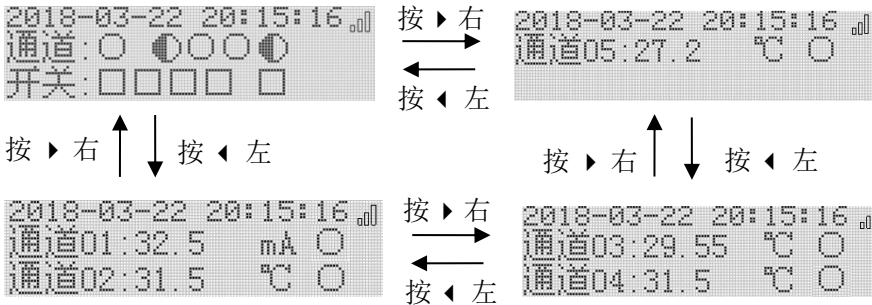 2018-03-22 20:15:16
通道:
开关:
按 右
按 左
2018-03-22 20:15:16
通道05:27.2 ℃
按 右
按 左
按 右
按 左
2018-03-22 20:15:16
通道01:32.5 mA
通道02:31.5 ℃
按 右
按 左
2018-03-22 20:15:16
通道03:29.55 ℃
通道04:31.5 ℃